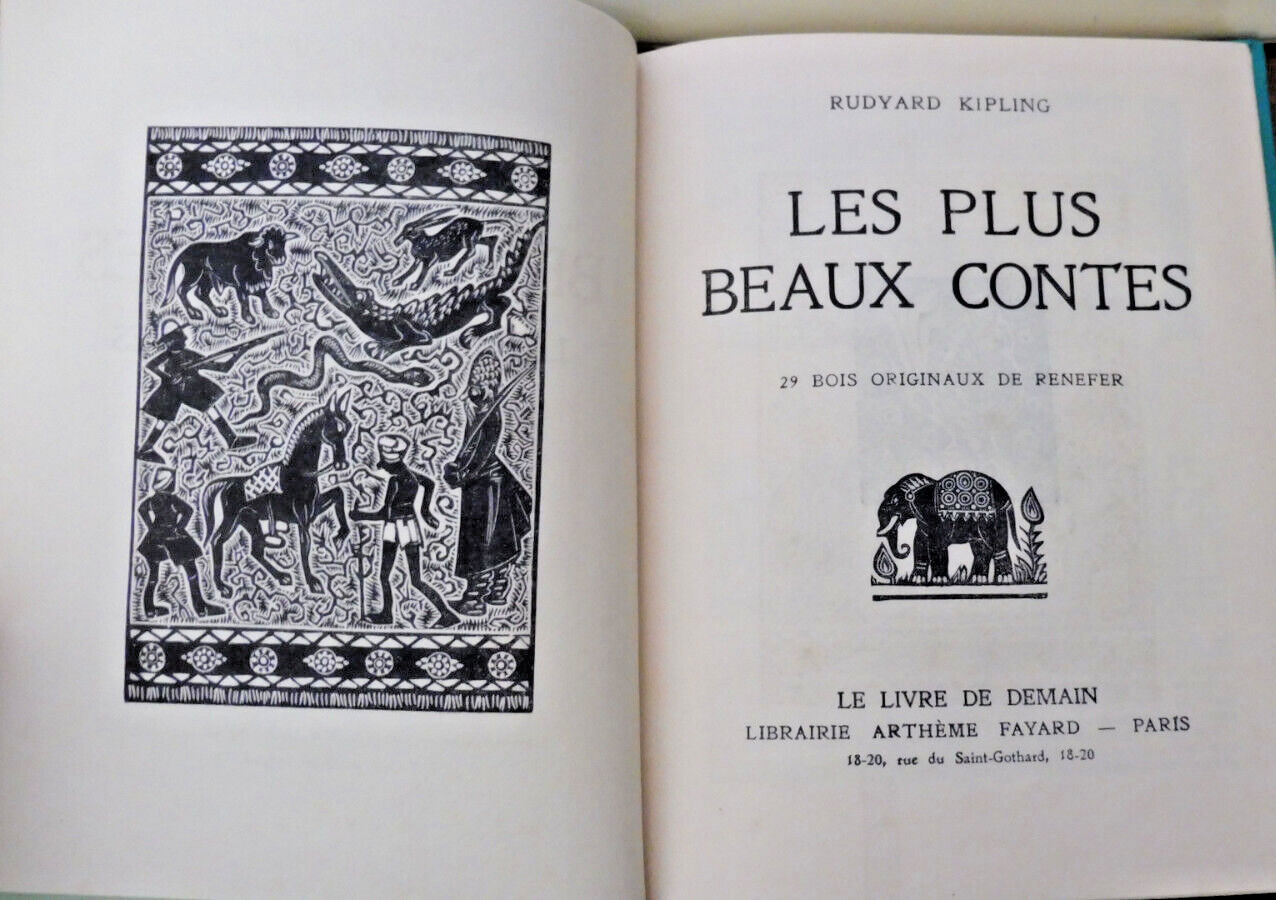 RUDYARD KIPLING
LES PLUS
BEAUX CONTES
29 BOIS ORIGINAUX DE RENEFER
LE LIVRE DE DEMAIN
LIBRAIRIE ARTHÈME FAYARD — PARIS
18-20, rue du Saint-Gothard, 18-20